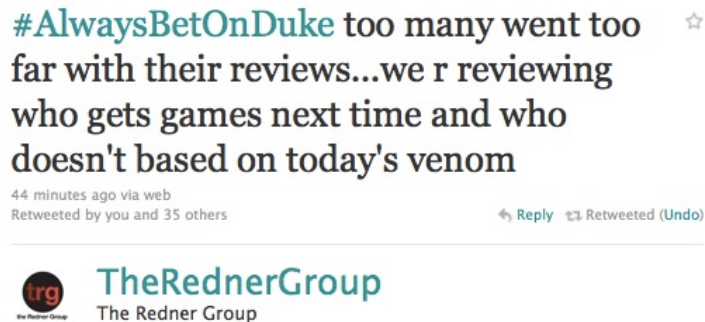 #AlwaysBetOnDuke too many went too
far with their reviews...we r reviewing
who gets games next time and who
doesn't based on today's venom
44 minutes ago via web
Retweeted by you and 35 others
Reply Retweeted (Undo)
TheRednerGroup
trg
the Redner Group
The Redner Group